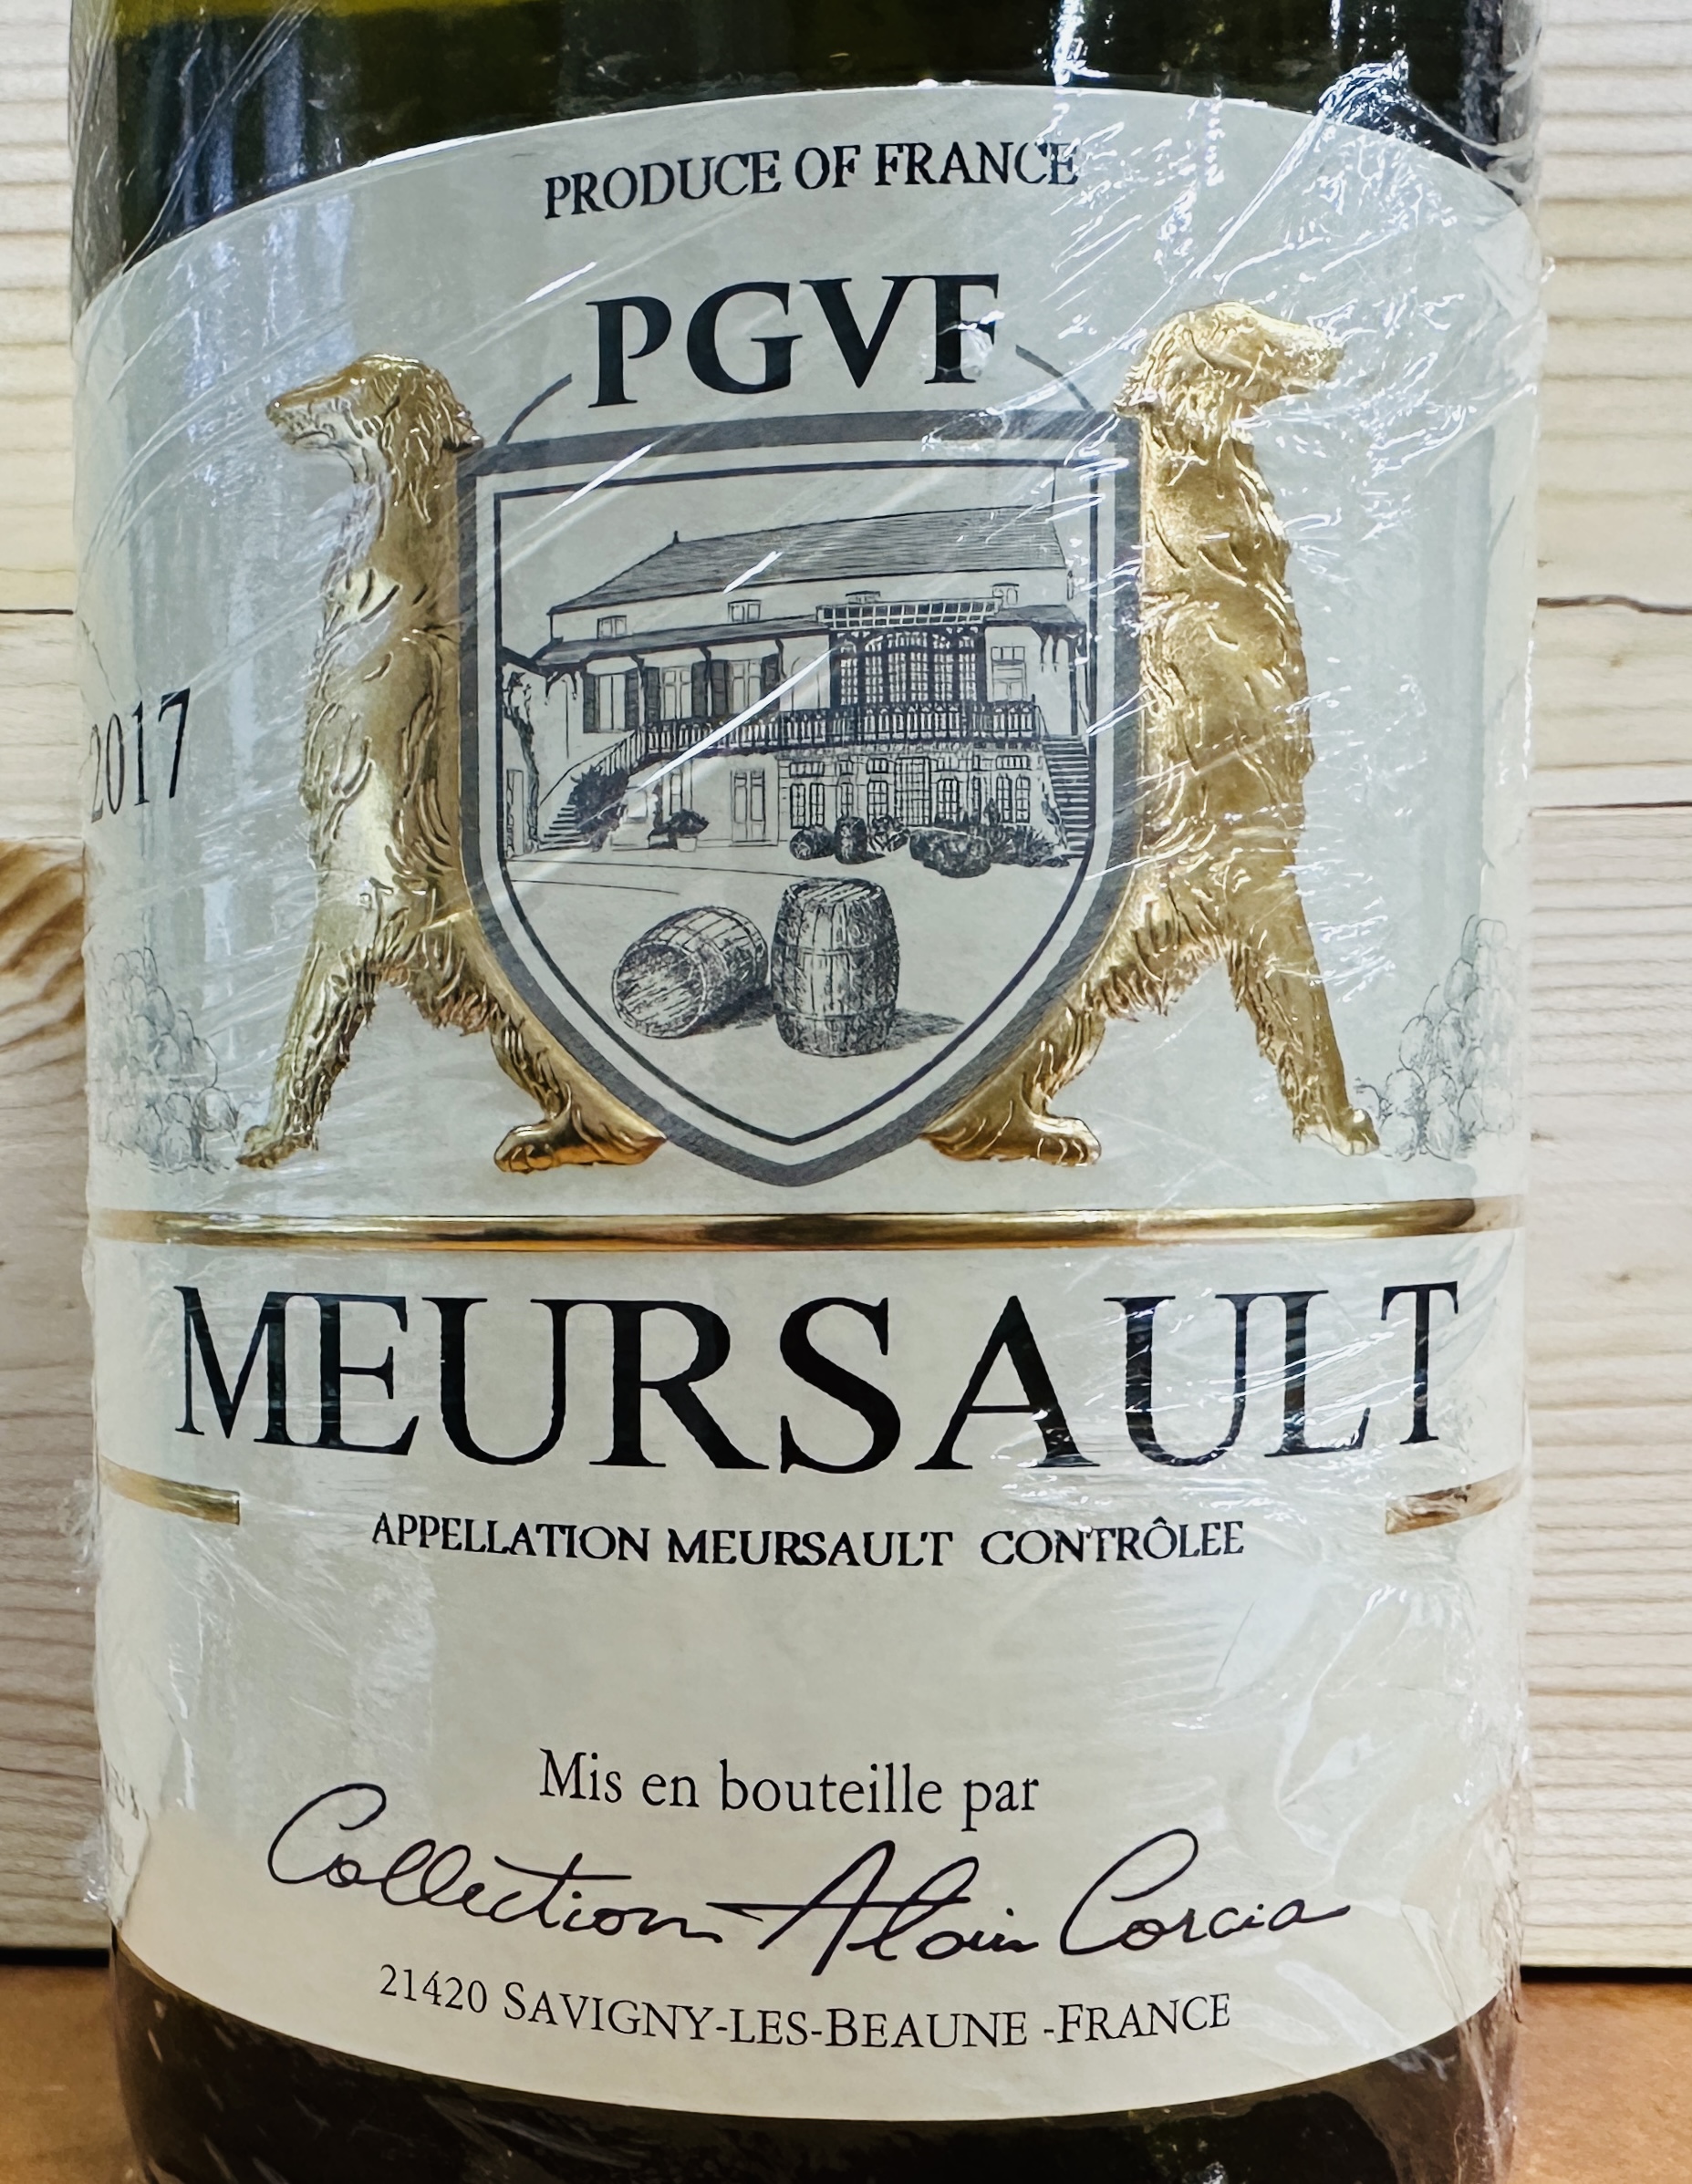 PRODUCE OF FRANCE
PGVF
2017
MEURSAULT
APPELLATION MEURSAULT CONTRÔLEE
Mis en bouteille par
Collection Alain Corcia
21420 SAVIGNY-LES-BEAUNE -FRANCE